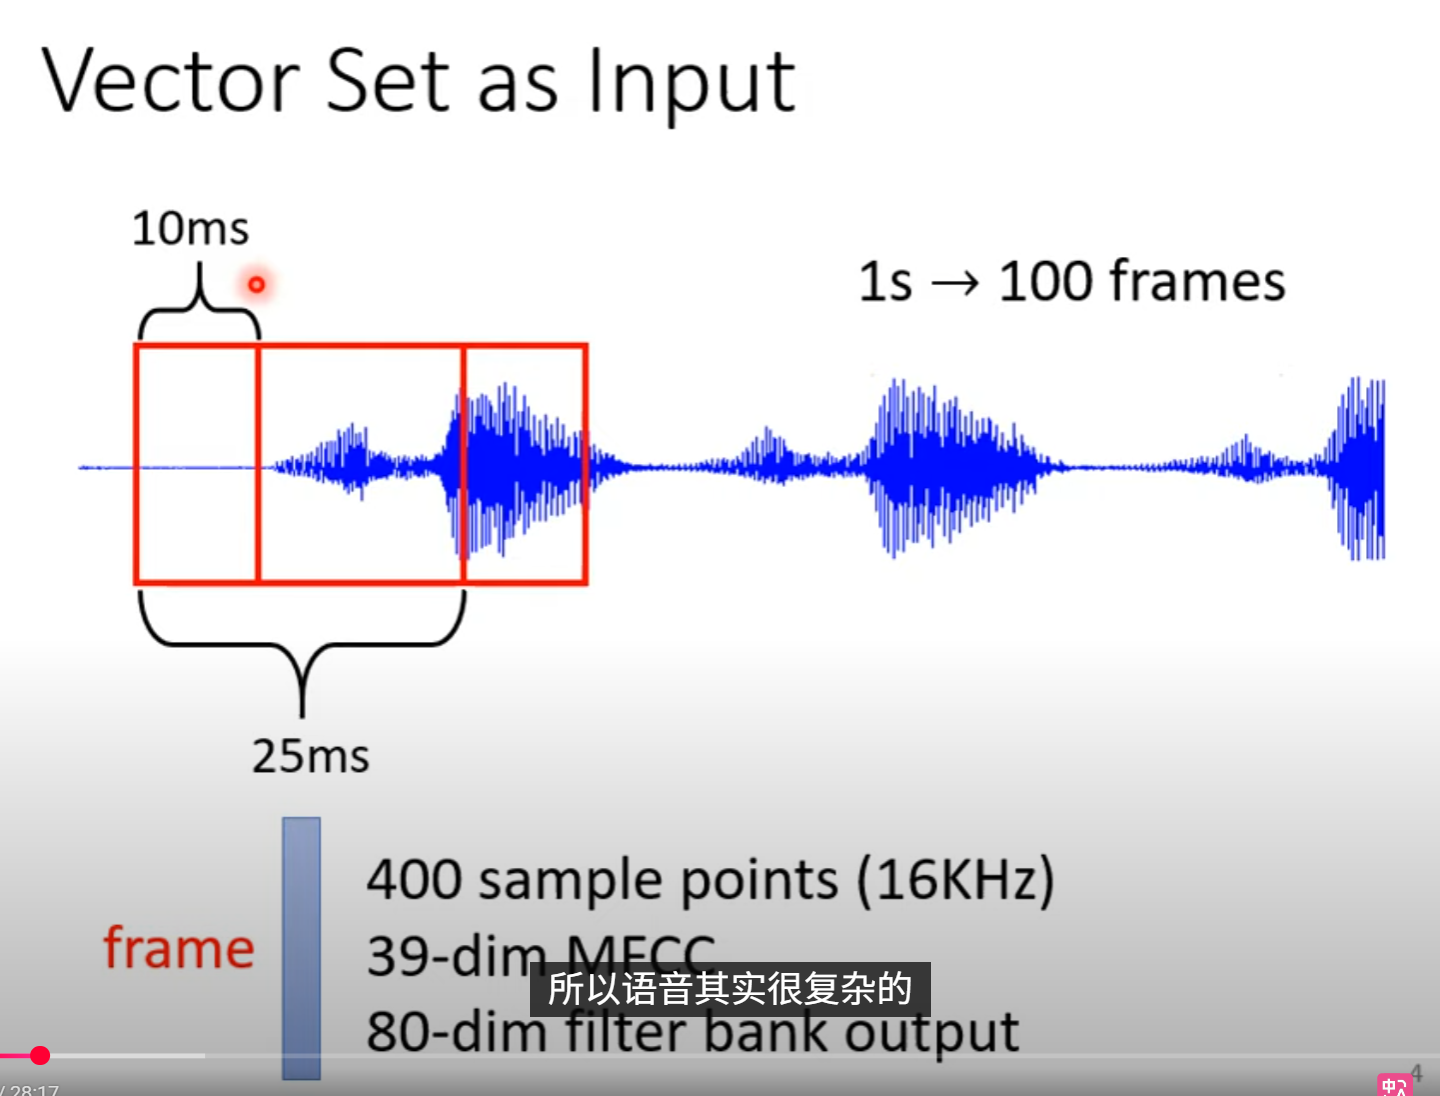 Vector Set as Input
10ms
1s → 100 frames
25ms
400 sample points (16KHz)
frame
39-dim MFCC
所以语音其实很复杂的
80-dim filter bank output
/ 28:17
4
中